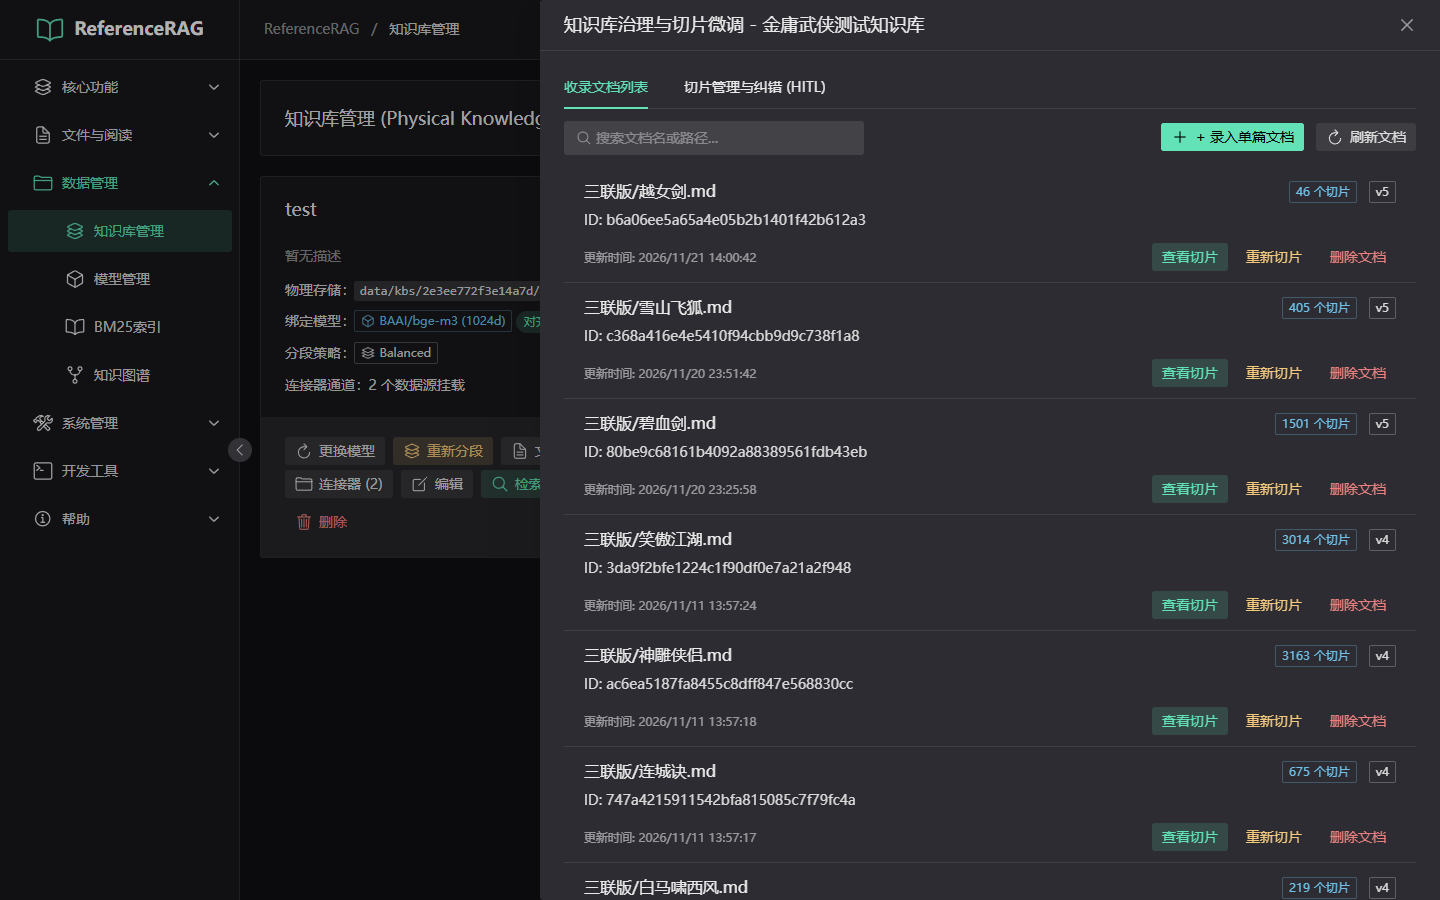 ReferenceRAG
核心功能
文件与阅读
数据管理
知识库管理
模型管理
BM25索引
知识图谱
系统管理
开发工具
帮助
ReferenceRAG / 知识库管理
知识库管理 (Physical Knowledg
test
暂无描述
物理存储: data/kbs/2e3ee772f3e14a7d/
绑定模型: BAAI/bge-m3 (1024d)
分段策略: Balanced
连接器通道: 2 个数据源挂载
更换模型
重新分段
连接器 (2)
编辑
检索
删除
知识库治理与切片微调 - 金庸武侠测试知识库
收录文档列表
切片管理与纠错 (HITL)
搜索文档名或路径...
+ 录入单篇文档
刷新文档
三联版/越女剑.md
46 个切片 v5
ID: b6a06ee5a65a4e05b2b1401f42b612a3
更新时间: 2026/11/21 14:00:42
查看切片 重新切片 删除文档
三联版/雪山飞狐.md
405 个切片 v5
ID: c368a416e4e5410f94cbb9d9c738f1a8
更新时间: 2026/11/20 23:51:42
查看切片 重新切片 删除文档
三联版/碧血剑.md
1501 个切片 v5
ID: 80be9c68161b4092a88389561fdb43eb
更新时间: 2026/11/20 23:25:58
查看切片 重新切片 删除文档
三联版/笑傲江湖.md
3014 个切片 v4
ID: 3da9f2bfe1224c1f90df0e7a21a2f948
更新时间: 2026/11/11 13:57:24
查看切片 重新切片 删除文档
三联版/神雕侠侣.md
3163 个切片 v4
ID: ac6ea5187fa8455c8dff847e568830cc
更新时间: 2026/11/11 13:57:18
查看切片 重新切片 删除文档
三联版/连城诀.md
675 个切片 v4
ID: 747a4215911542bfa815085c7f79fc4a
更新时间: 2026/11/11 13:57:17
查看切片 重新切片 删除文档
三联版/白马啸西风.md
219 个切片 v4